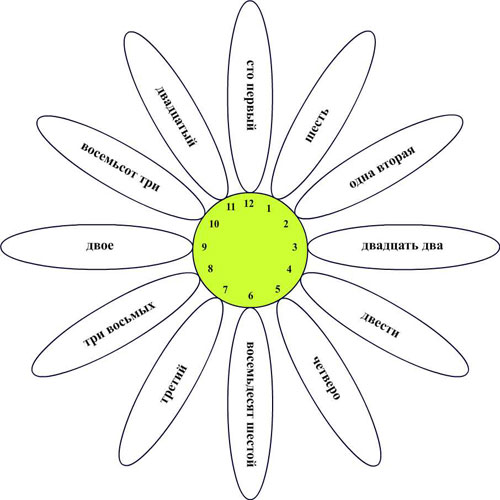 сто первый
шесть
одна вторая
двадцать два
двести
четверо
восемьдесят шестой
третий
три восьмых
двое
восемьсот три
двадцатый
12
1
2
3
4
5
6
7
8
9
10
11